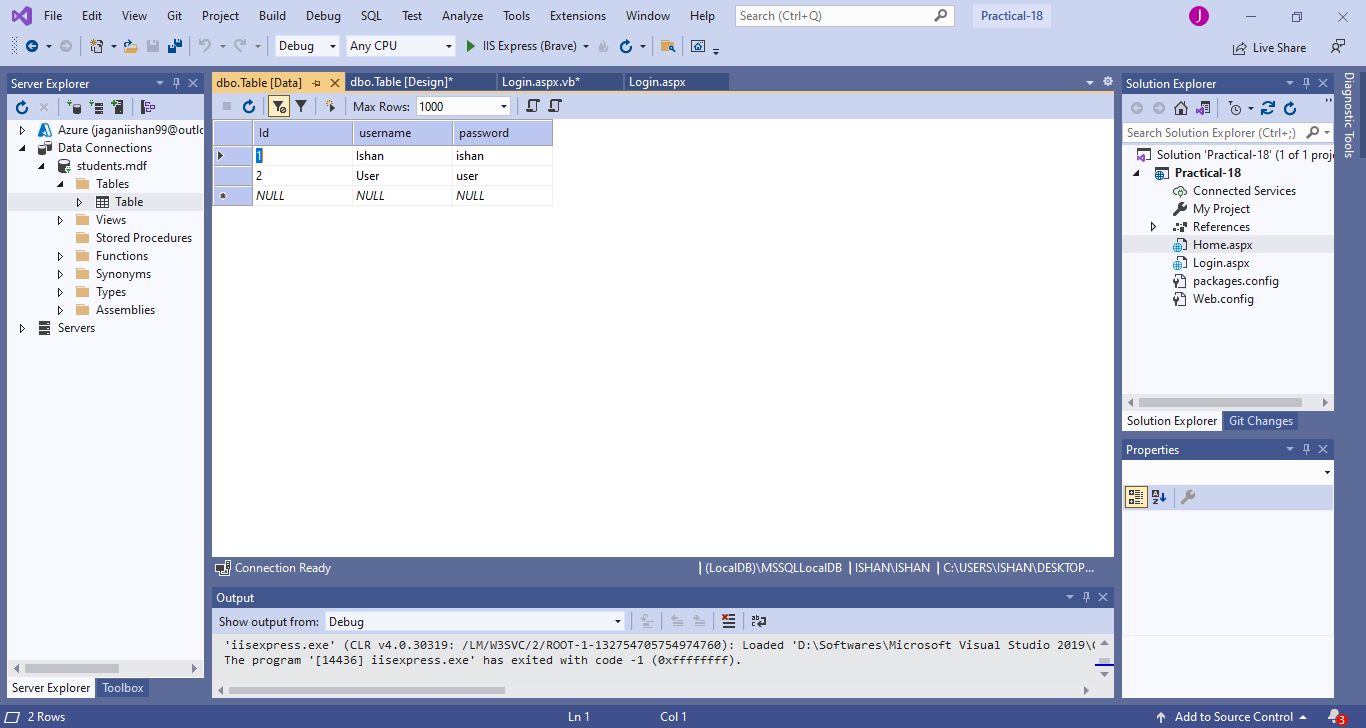 File Edit View Git Project Build Debug SQL Test Analyze Tools Extensions Window Help Search (Ctrl+Q) Practical-18 J
Debug Any CPU IIS Express (Brave) Live Share
Server Explorer
Azure (jaganiishan99@outlo
Data Connections
students.mdf
Tables
Table
Views
Stored Procedures
Functions
Synonyms
Types
Assemblies
Servers
Server Explorer Toolbox
dbo.Table [Data] dbo.Table [Design]* Login.aspx.vb* Login.aspx
Max Rows: 1000
Id username password
1 Ishan ishan
2 User user
NULL NULL NULL
Connection Ready (LocalDB)\MSSQLLocalDB ISHAN\ISHAN C:\USERS\ISHAN\DESKTOP...
Output
Show output from: Debug
'iisexpress.exe' (CLR v4.0.30319: /LM/W3SVC/2/ROOT-1-132754705754974760): Loaded 'D:\Softwares\Microsoft Visual Studio 2019\C
The program '[14436] iisexpress.exe' has exited with code -1 (0xffffffff).
Solution Explorer
Search Solution Explorer (Ctrl+;)
Solution 'Practical-18' (1 of 1 proje
Practical-18
Connected Services
My Project
References
Home.aspx
Login.aspx
packages.config
Web.config
Solution Explorer Git Changes
Properties
Diagnostic Tools
2 Rows Ln 1 Col 1 Add to Source Control 3